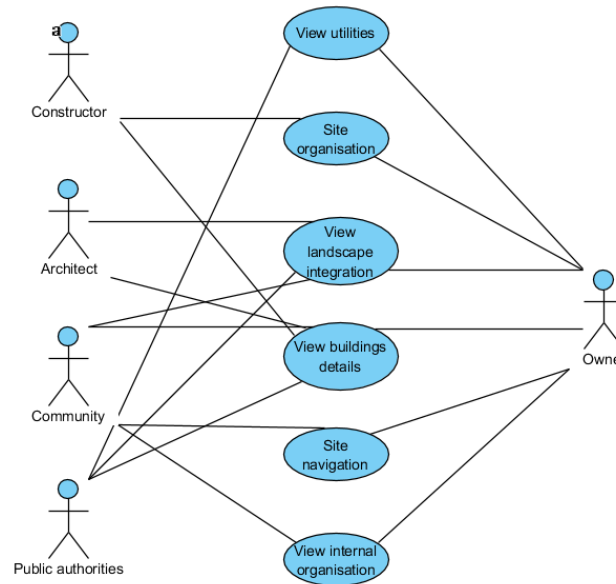 a
View utilities
Constructor
Site
organisation
View
landscape
integration
Architect
View buildings
details
Owne
Community
Site
navigation
View internal
organisation
Public authorities